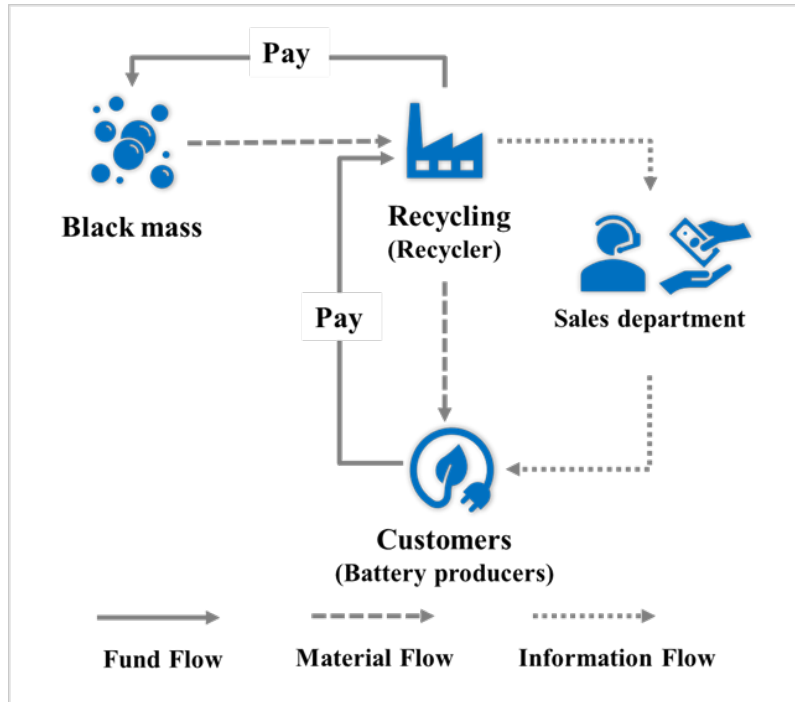 Pay
Black mass
Recycling
(Recycler)
Sales department
Pay
Customers
(Battery producers)
Fund Flow
Material Flow
Information Flow